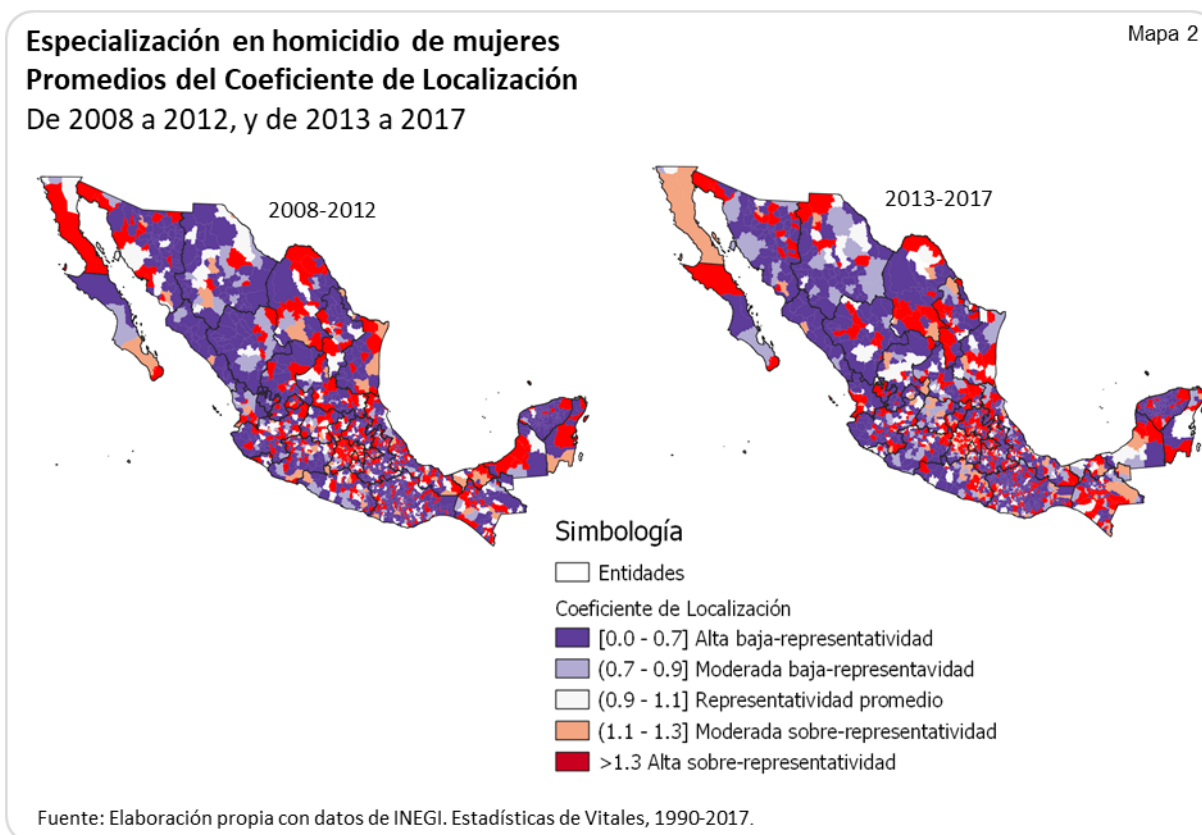 Especialización en homicidio de mujeres
Mapa 2
Promedios del Coeficiente de Localización
De 2008 a 2012, y de 2013 a 2017
2008-2012
2013-2017
Simbología
Entidades
Coeficiente de Localización
[0.0 - 0.7] Alta baja-representatividad
(0.7 - 0.9] Moderada baja-representavidad
(0.9 - 1.1] Representatividad promedio
(1.1 - 1.3] Moderada sobre-representatividad
>1.3 Alta sobre-representatividad
Fuente: Elaboración propia con datos de INEGI. Estadísticas de Vitales, 1990-2017.